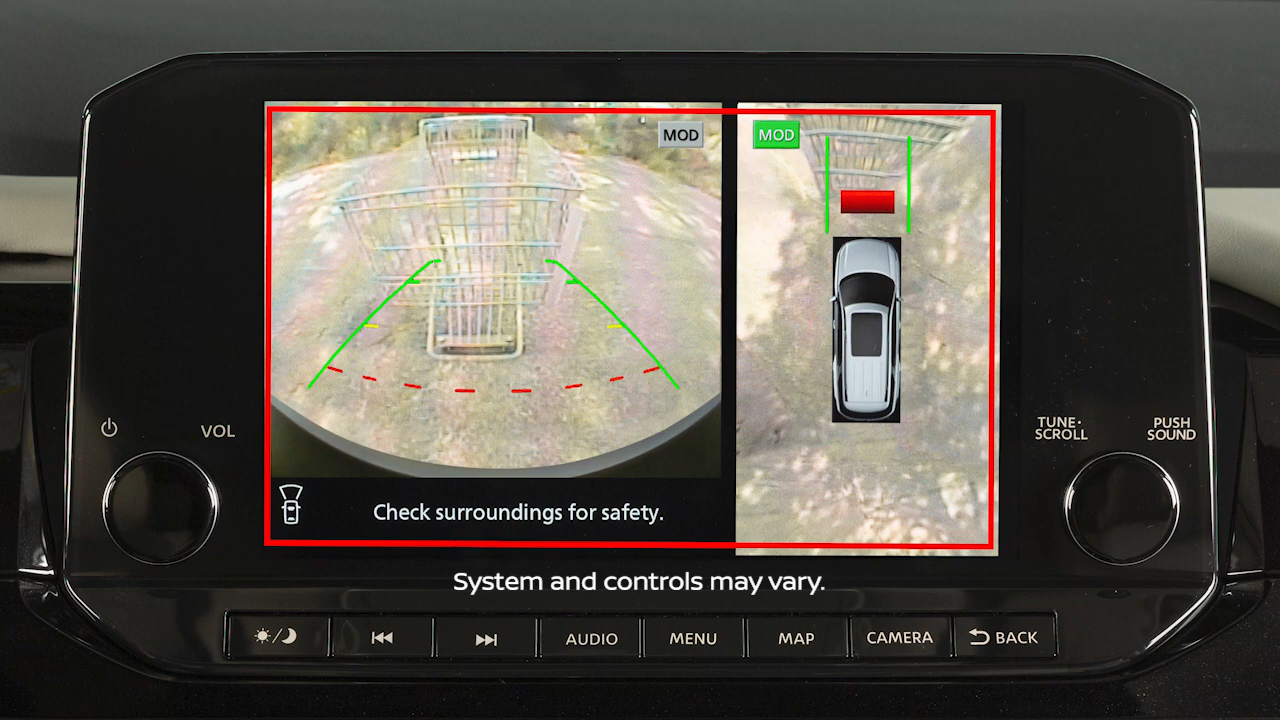 MOD
MOD
Check surroundings for safety.
VOL
TUNE·
SCROLL
PUSH
SOUND
System and controls may vary.
AUDIO
MENU
MAP
CAMERA
BACK